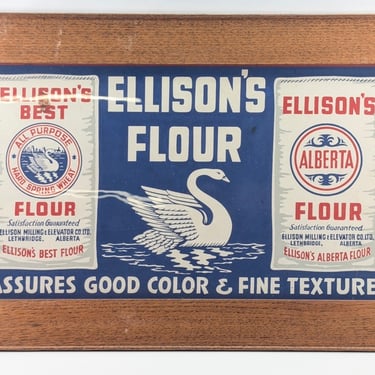 ELLISON'S
BEST
ALL PURPOSE
HARD SPRING WHEAT
FLOUR
Satisfaction Guaranteed
ELLISON MILLING & ELEVATOR CO. LTD.
LETHBRIDGE, ALBERTA
ELLISON'S BEST FLOUR
ELLISON'S
FLOUR
ELLISON'S
ALBERTA
FLOUR
Satisfaction Guaranteed
ELLISON MILLING & ELEVATOR CO. LTD.
LETHBRIDGE, ALBERTA
ELLISON'S ALBERTA FLOUR
ASSURES GOOD COLOR & FINE TEXTURE